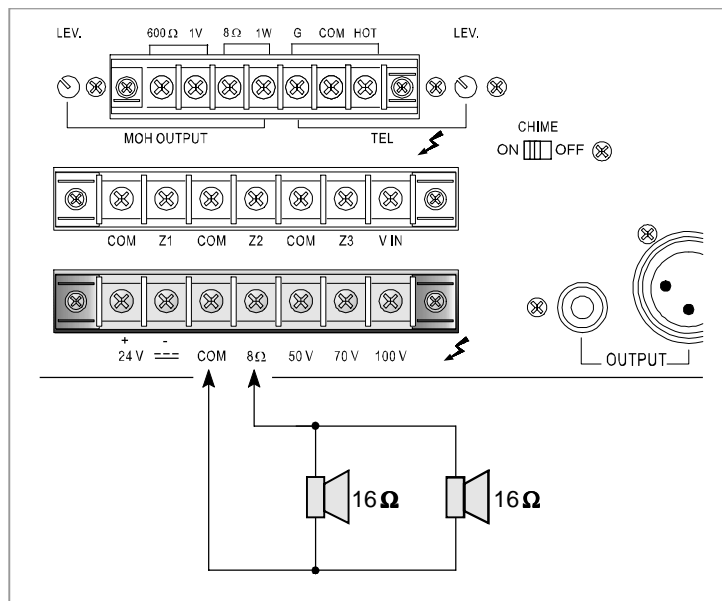 LEV. 600Ω 1V 8Ω 1W G COM HOT LEV.
MOH OUTPUT TEL
CHIME
ON OFF
COM Z1 COM Z2 COM Z3 V IN
+ -
24 V COM 8Ω 50 V 70 V 100 V
OUTPUT
16Ω 16Ω